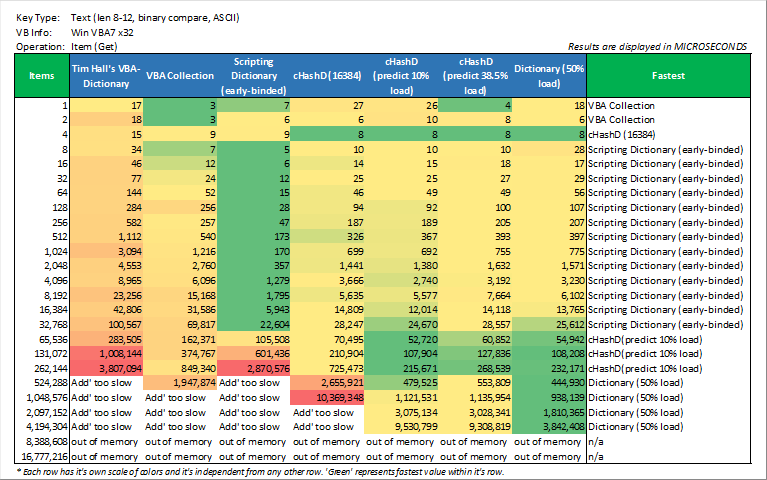 Key Type: Text (len 8-12, binary compare, ASCII)
VB Info: Win VBA7 x32
Operation: Item (Get)
Results are displayed in MICROSECONDS
Items Tim Hall's VBA-Dictionary VBA Collection Scripting Dictionary (early-binded) cHashD (16384) cHashD (predict 10% load) cHashD (predict 38.5% load) Dictionary (50% load) Fastest
1 17 3 7 27 26 4 18 VBA Collection
2 18 3 6 6 10 8 6 VBA Collection
4 15 9 9 8 8 8 8 cHashD (16384)
8 34 7 5 10 10 10 28 Scripting Dictionary (early-binded)
16 46 12 6 14 15 18 17 Scripting Dictionary (early-binded)
32 77 24 12 25 25 27 29 Scripting Dictionary (early-binded)
64 144 52 15 46 49 49 56 Scripting Dictionary (early-binded)
128 284 256 28 94 92 100 107 Scripting Dictionary (early-binded)
256 582 257 47 187 189 205 207 Scripting Dictionary (early-binded)
512 1,112 540 173 326 367 393 397 Scripting Dictionary (early-binded)
1,024 3,094 1,216 170 699 692 755 775 Scripting Dictionary (early-binded)
2,048 4,553 2,760 357 1,441 1,380 1,632 1,571 Scripting Dictionary (early-binded)
4,096 8,965 6,096 1,279 3,666 2,740 3,192 3,230 Scripting Dictionary (early-binded)
8,192 23,256 15,168 1,795 5,635 5,577 7,664 6,102 Scripting Dictionary (early-binded)
16,384 42,806 31,586 5,943 14,809 12,014 14,118 13,765 Scripting Dictionary (early-binded)
32,768 100,567 69,817 22,604 28,247 24,670 28,557 25,612 Scripting Dictionary (early-binded)
65,536 283,505 162,371 105,508 70,495 52,720 60,852 54,942 cHashD(predict 10% load)
131,072 1,008,144 374,767 601,436 210,904 107,904 127,836 108,208 cHashD(predict 10% load)
262,144 3,807,094 849,340 2,870,576 725,473 215,671 268,539 232,171 cHashD(predict 10% load)
524,288 Add' too slow 1,947,874 Add' too slow 2,655,921 479,525 553,809 444,930 Dictionary (50% load)
1,048,576 Add' too slow Add' too slow Add' too slow 10,369,348 1,121,531 1,135,954 938,139 Dictionary (50% load)
2,097,152 Add' too slow Add' too slow Add' too slow Add' too slow 3,075,134 3,028,341 1,810,365 Dictionary (50% load)
4,194,304 Add' too slow Add' too slow Add' too slow Add' too slow 9,530,799 9,308,819 3,842,408 Dictionary (50% load)
8,388,608 out of memory out of memory out of memory out of memory out of memory out of memory out of memory n/a
16,777,216 out of memory out of memory out of memory out of memory out of memory out of memory out of memory n/a
* Each row has it's own scale of colors and it's independent from any other row. 'Green' represents fastest value within it's row.